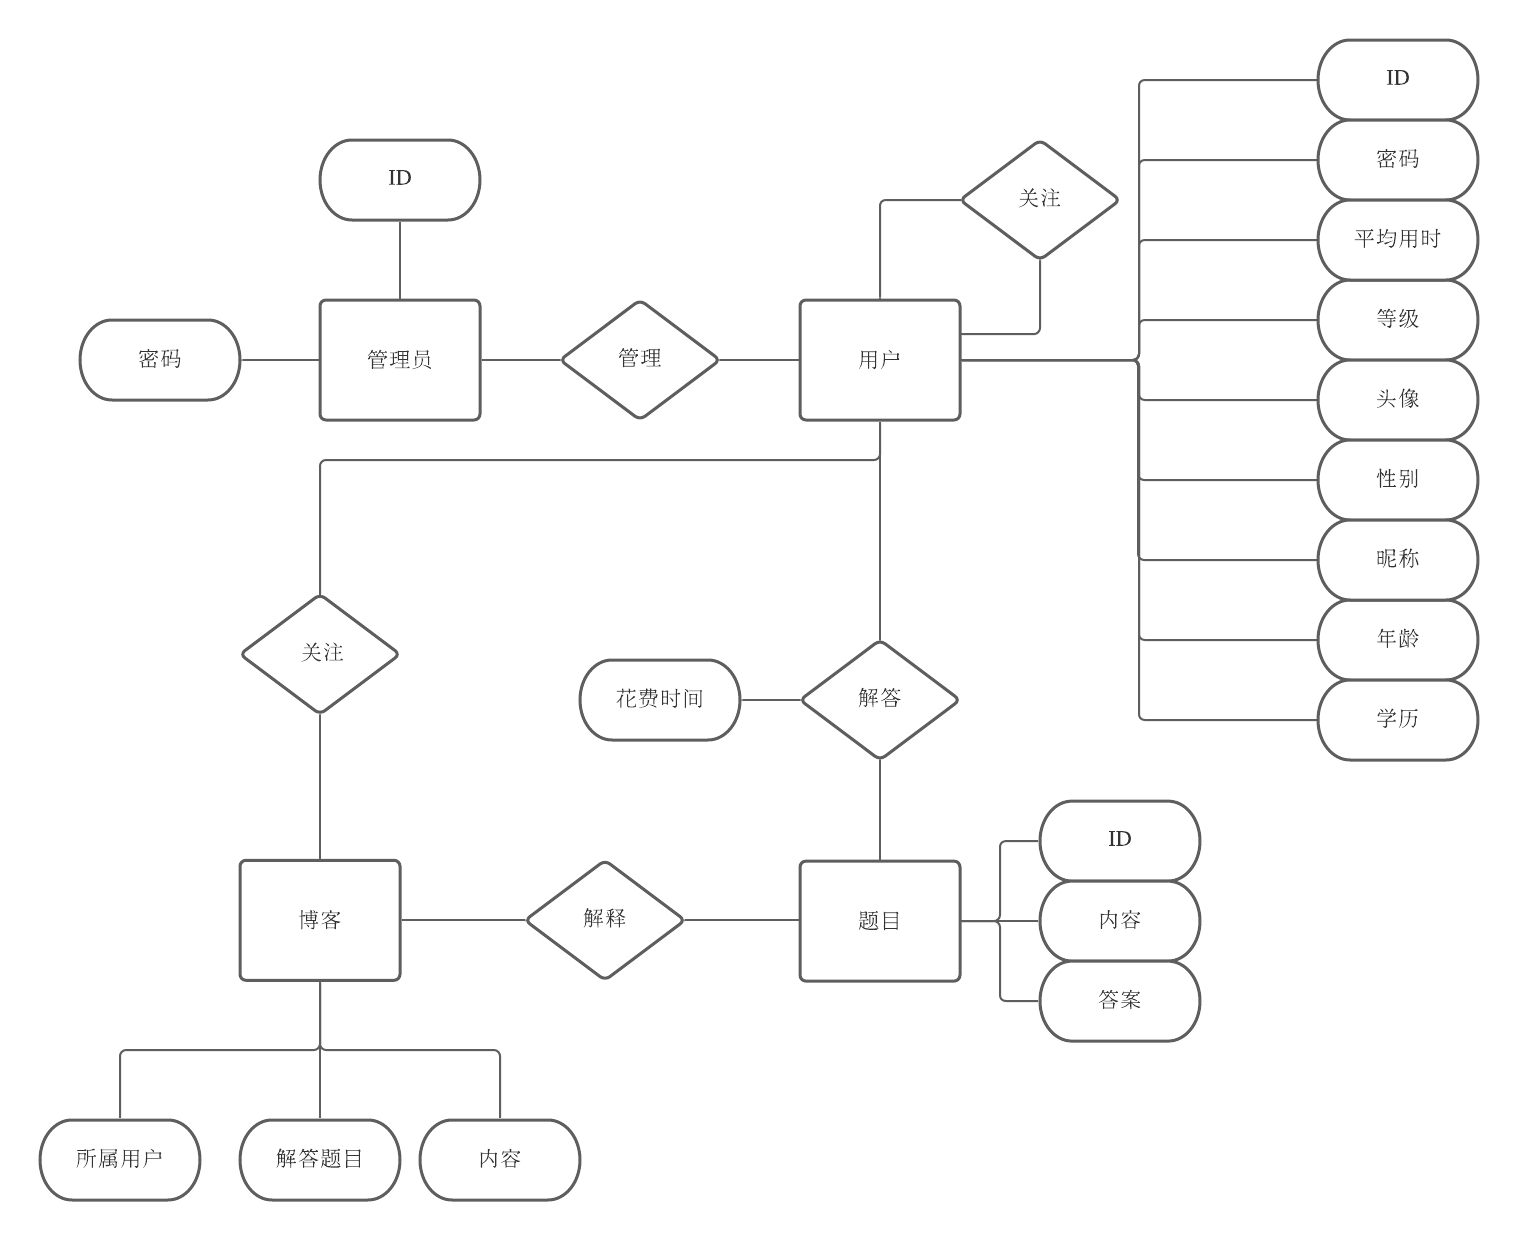 ID
密码
平均用时
等级
头像
性别
昵称
年龄
学历
ID
关注
密码
管理员
管理
用户
关注
花费时间
解答
博客
解释
题目
ID
内容
答案
所属用户
解答题目
内容